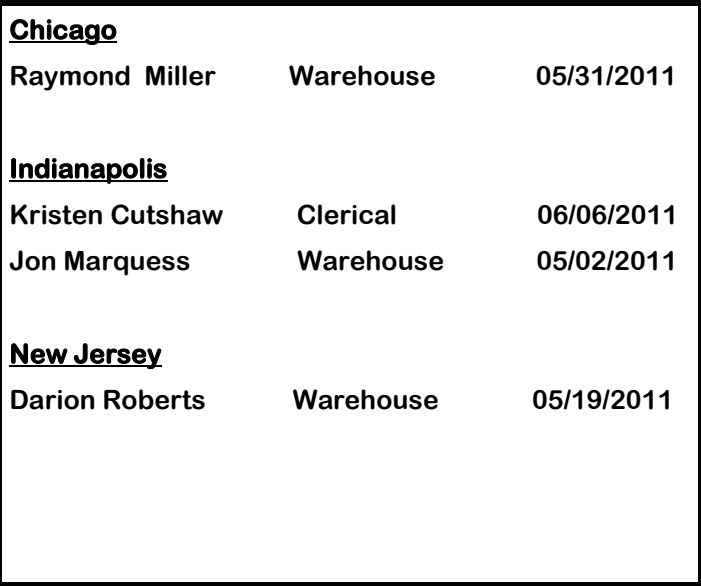 Chicago
Raymond Miller Warehouse 05/31/2011
Indianapolis
Kristen Cutshaw Clerical 06/06/2011
Jon Marquess Warehouse 05/02/2011
New Jersey
Darion Roberts Warehouse 05/19/2011